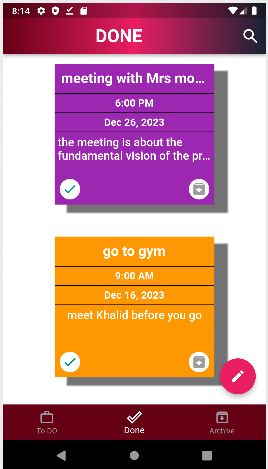 8:14
DONE
meeting with Mrs mo...
6:00 PM
Dec 26, 2023
the meeting is about the
fundamental vision of the pr...
go to gym
9:00 AM
Dec 16, 2023
meet Khalid before you go
To DO
Done
Archive